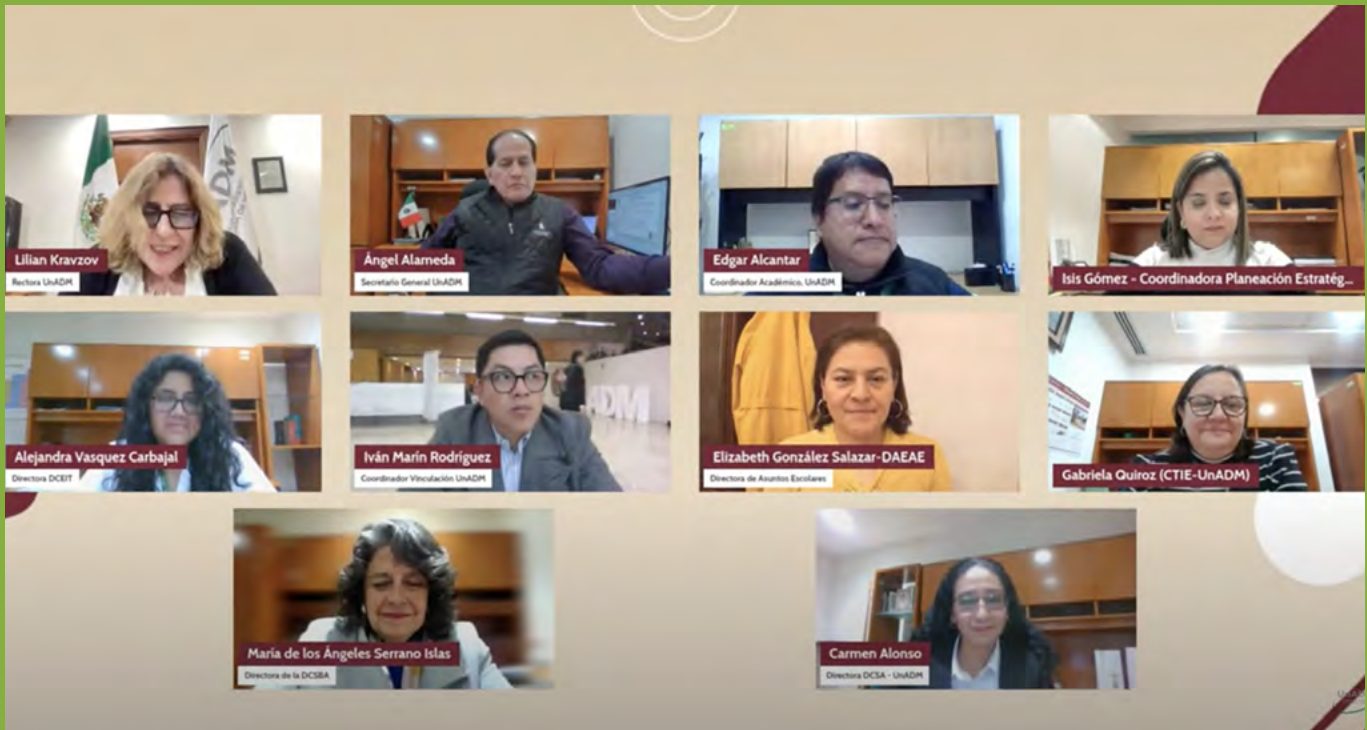 ADM
Lilian Kravzov
Rectora UnADM
Ángel Alameda
Secretario General UnADM
Edgar Alcantar
Coordinador Académico, UnADM
Isis Gómez - Coordinadora Planeación Estratég...
Alejandra Vasquez Carbajal
Directora DCEIT
ADM
Iván Marín Rodríguez
Coordinador Vinculación UnADM
Elizabeth González Salazar-DAEAE
Directora de Asuntos Escolares
Gabriela Quiroz (CTIE-UnADM)
María de los Ángeles Serrano Islas
Directora de la DCSBA
Carmen Alonso
Directora DCSA - UnADM